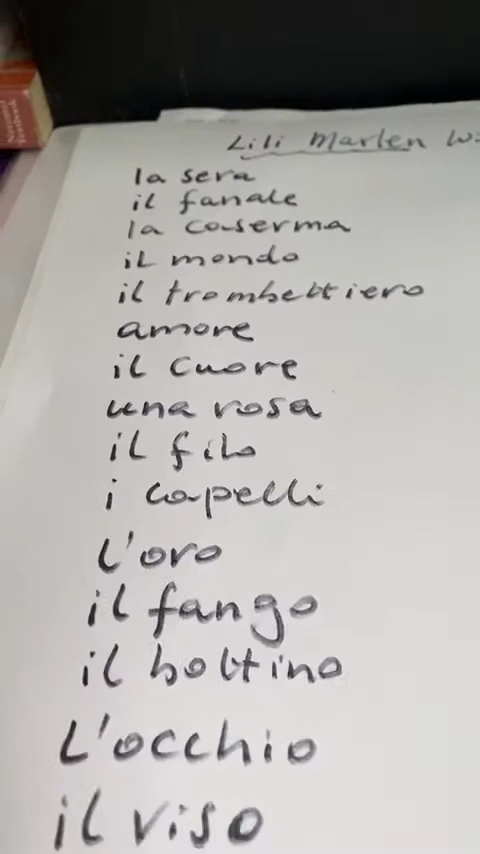 Lili Marlen
la sera
il fanale
la caserma
il mondo
il trombettiero
amore
il cuore
una rosa
il filo
i capelli
l'oro
il fango
il bottino
L'occhio
il viso